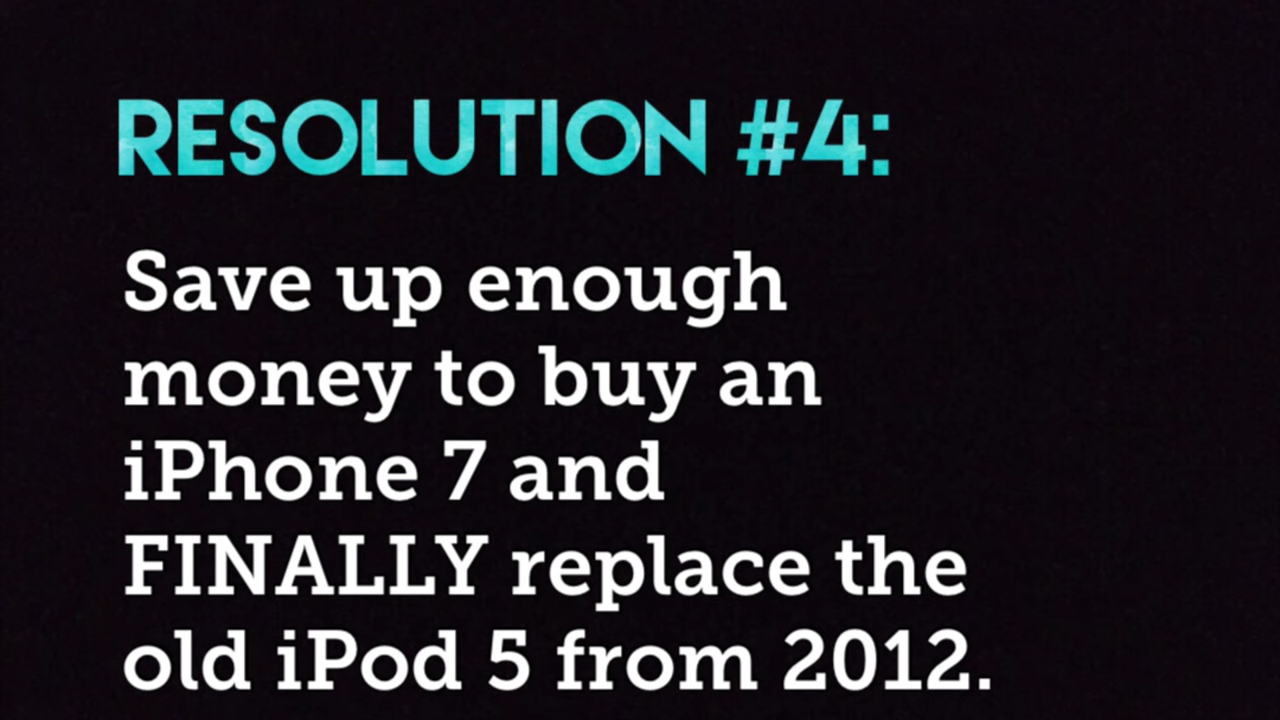 RESOLUTION #4:
Save up enough
money to buy an
iPhone 7 and
FINALLY replace the
old iPod 5 from 2012.